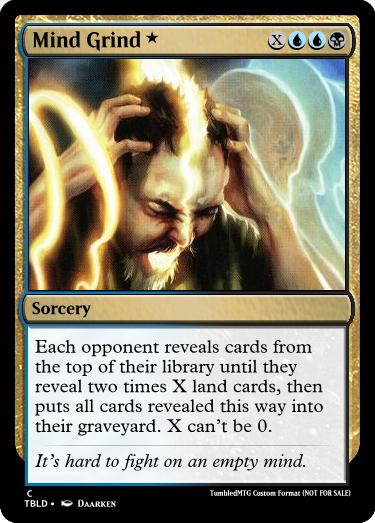 Mind Grind ★ X
Sorcery
Each opponent reveals cards from
the top of their library until they
reveal two times X land cards, then
puts all cards revealed this way into
their graveyard. X can't be 0.
It's hard to fight on an empty mind.
C
TBLD • Daarken
TumbledMTG Custom Format (NOT FOR SALE)